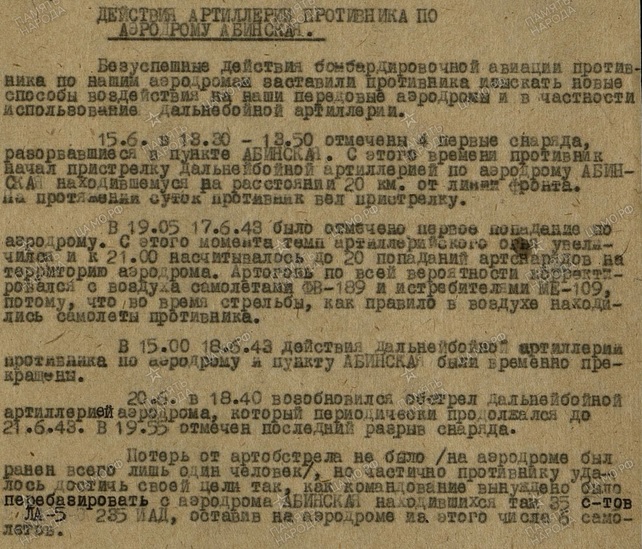 ДЕЙСТВИЯ АРТИЛЛЕРИИ ПРОТИВНИКА ПО
АЭРОДРОМУ АБИНСКАЯ.
Безуспешные действия бомбардировочной авиации против-
ника по нашим аэродромам заставили противника изыскать новые
способы воздействия на наши передовые аэродромы и в частности
использование дальнебойной артиллерии.
15.6. в 13.30 - 13.50 отмечены 4 первые снаряда,
разорвавшиеся в пункте АБИНСКАЯ. С этого времени противник
начал пристрелку дальнебойной артиллерией по аэродрому АБИН-
СКАЯ находившемуся на расстоянии 20 км. от линии фронта.
На протяжении суток противник вел пристрелку.
В 19.05 17.6.43 было отмечено первое попадание по
аэродрому. С этого момента темп артиллерийского огня увели-
чился и к 21.00 насчитывалось до 20 попаданий артснарядов на
территорию аэродрома. Артогонь по всей вероятности корректи-
ровался с воздуха самолетами ФВ-189 и истребителями МЕ-109,
потому, что во время стрельбы, как правило в воздухе находи-
лись самолеты противника.
В 15.00 18.6.43 действия дальнейбойной артиллерии
противника по аэродрому и пункту АБИНСКАЯ были временно пре-
кращены.
20.6. в 18.40 возобновился обстрел дальнейбойной
артиллерией аэродрома, который периодически продолжался до
21.6.43. В 19.55 отмечен последний разрыв снаряда.
Потерь от артобстрела не было /на аэродроме был
ранен всего лишь один человек/, но частично противнику уда-
лось достичь своей цели так, как командование вынуждено было
перебазировать с аэродрома АБИНСКАЯ находившихся там 35 с-тов
ЛА-5 235 ИАД, оставив на аэродроме из этого числа 6 само-
летов.